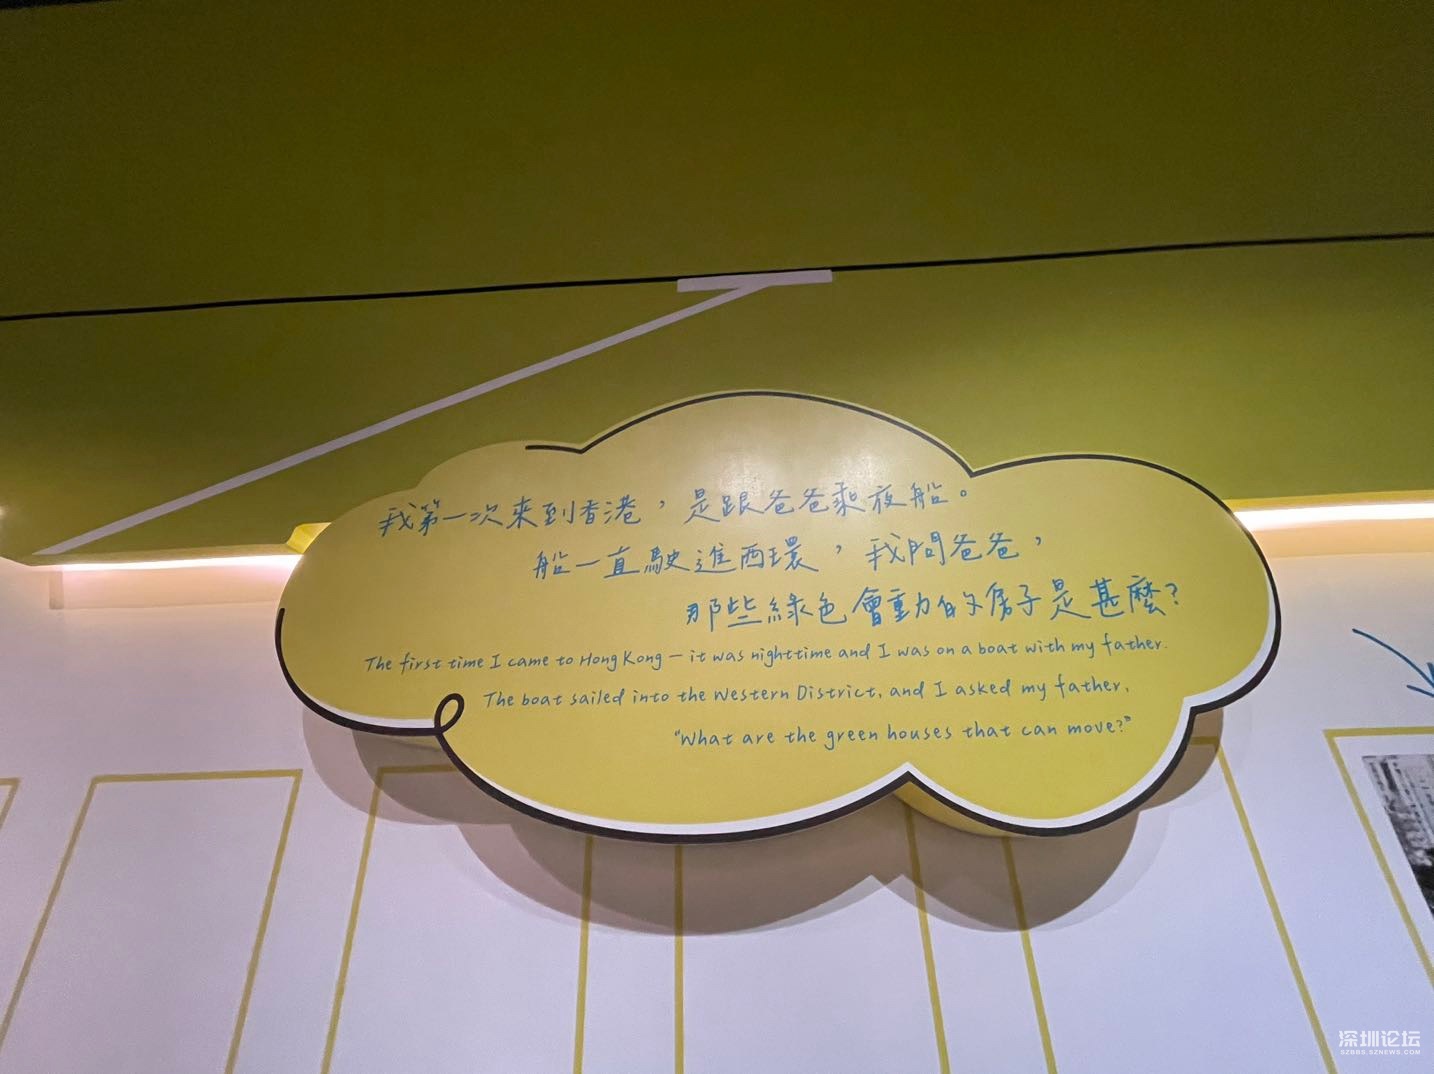 我第一次來到香港，是跟爸爸乘夜船。
船一直駛進西環，我問爸爸，
那些綠色會動的房子是甚麼？
The first time I came to Hong Kong — it was nighttime and I was on a boat with my father.
The boat sailed into the Western District, and I asked my father,
"What are the green houses that can move?"
深圳论坛
SZBBS.SZNEWS.COM